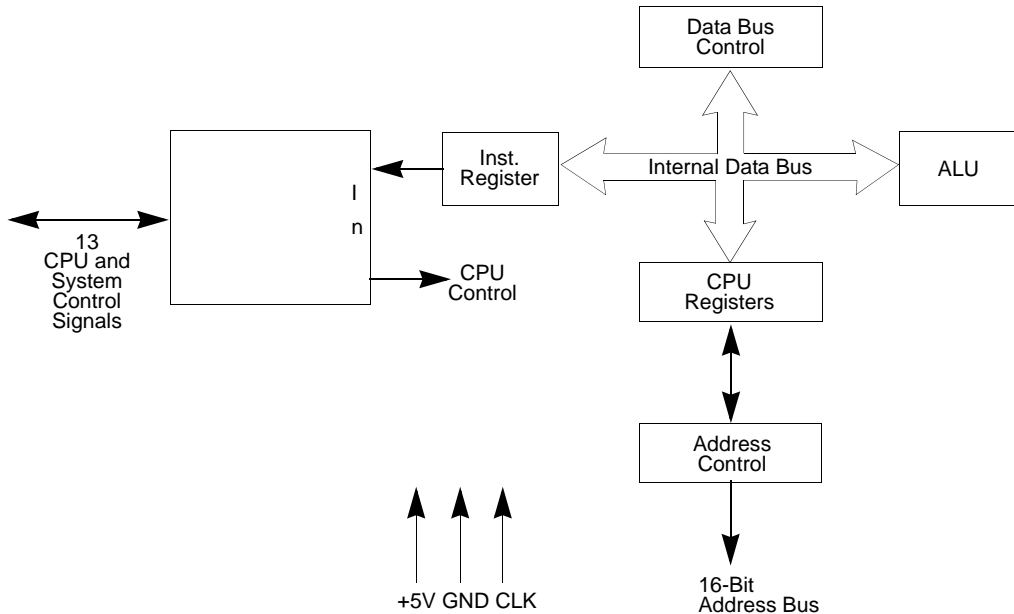 Data Bus
Control
Inst.
Register
Internal Data Bus
ALU
I
n
13
CPU and
System
Control
Signals
CPU
Control
CPU
Registers
Address
Control
+5V GND CLK
16-Bit
Address Bus